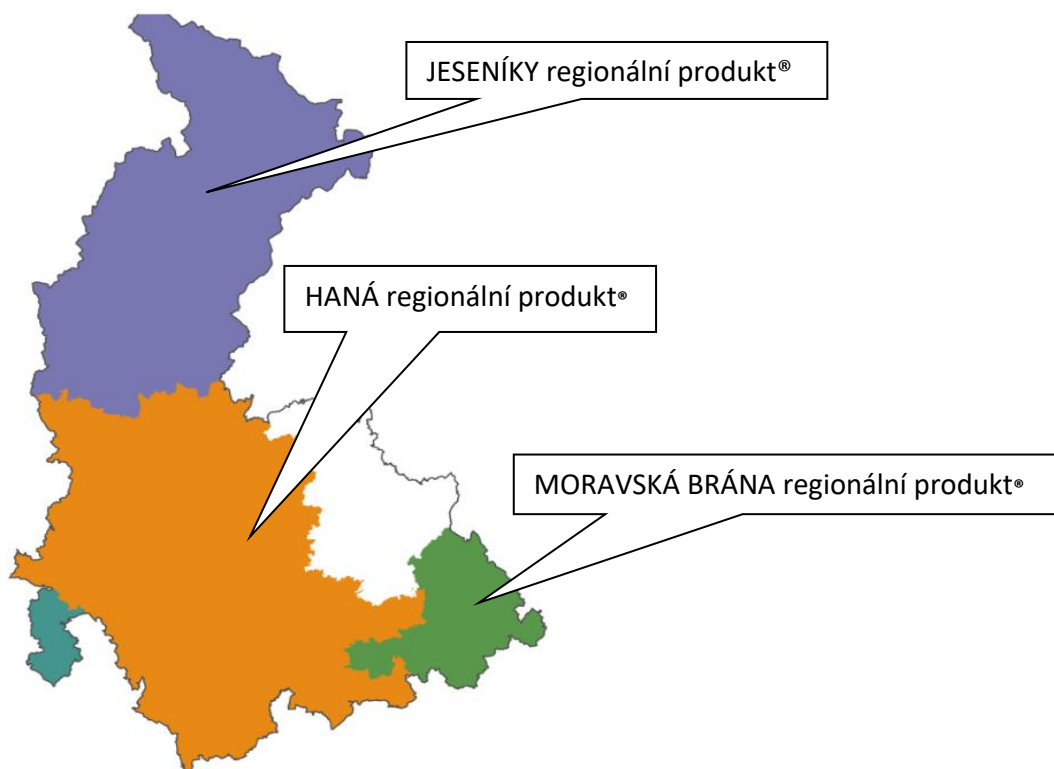 JESENÍKY regionální produkt®
HANÁ regionální produkt®
MORAVSKÁ BRÁNA regionální produkt®